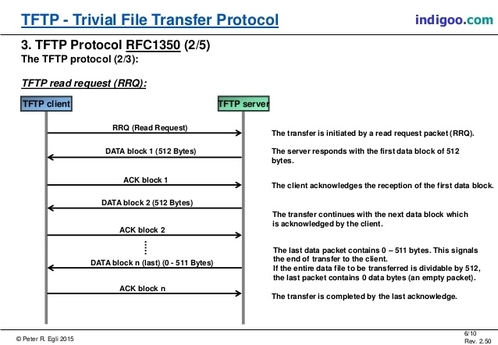 TFTP - Trivial File Transfer Protocol
indigoo.com
3. TFTP Protocol RFC1350 (2/5)
The TFTP protocol (2/3):
TFTP read request (RRQ):
TFTP client
TFTP server
RRQ (Read Request)
The transfer is initiated by a read request packet (RRQ).
DATA block 1 (512 Bytes)
The server responds with the first data block of 512
bytes.
ACK block 1
The client acknowledges the reception of the first data block.
DATA block 2 (512 Bytes)
The transfer continues with the next data block which
is acknowledged by the client.
ACK block 2
The last data packet contains 0 – 511 bytes. This signals
the end of transfer to the client.
If the entire data file to be transferred is dividable by 512,
the last packet contains 0 data bytes (an empty packet).
DATA block n (last) (0 - 511 Bytes)
ACK block n
The transfer is completed by the last acknowledge.
© Peter R. Egli 2015
6/10
Rev. 2.50